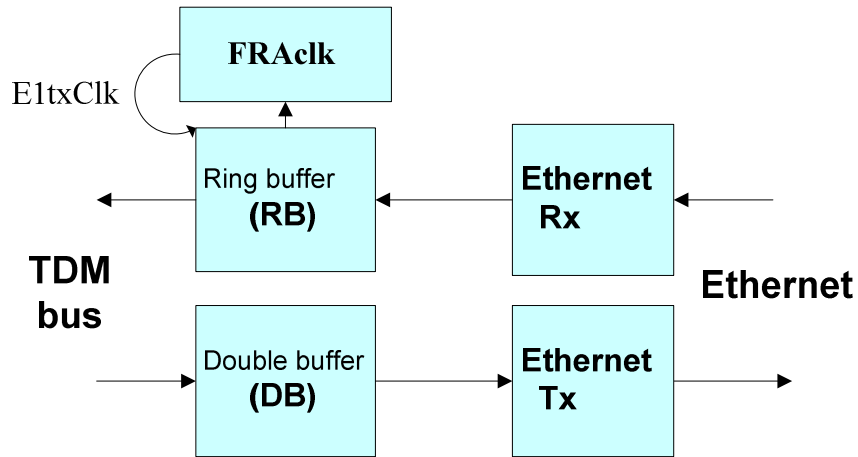 FRAclk
E1txClk
Ring buffer
(RB)
Ethernet
Rx
TDM
bus
Ethernet
Double buffer
(DB)
Ethernet
Tx